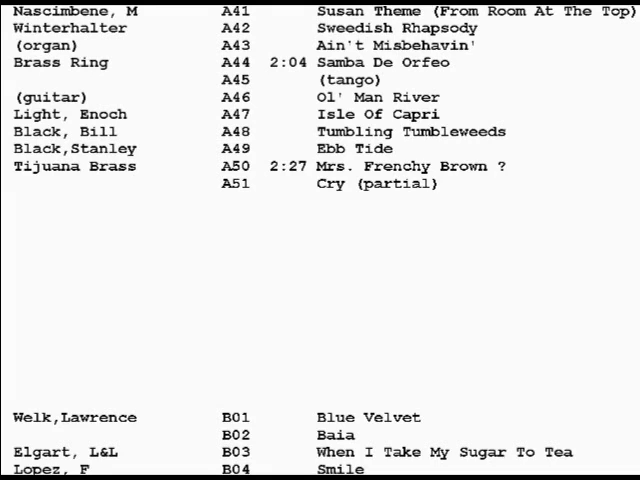 Nascimbene, M A41 Susan Theme (From Room At The Top)
Winterhalter A42 Sweedish Rhapsody
(organ) A43 Ain't Misbehavin'
Brass Ring A44 2:04 Samba De Orfeo
A45 (tango)
(guitar) A46 Ol' Man River
Light, Enoch A47 Isle Of Capri
Black, Bill A48 Tumbling Tumbleweeds
Black,Stanley A49 Ebb Tide
Tijuana Brass A50 2:27 Mrs. Frenchy Brown ?
A51 Cry (partial)
Welk,Lawrence B01 Blue Velvet
B02 Baia
Elgart, L&L B03 When I Take My Sugar To Tea
Lopez, F B04 Smile